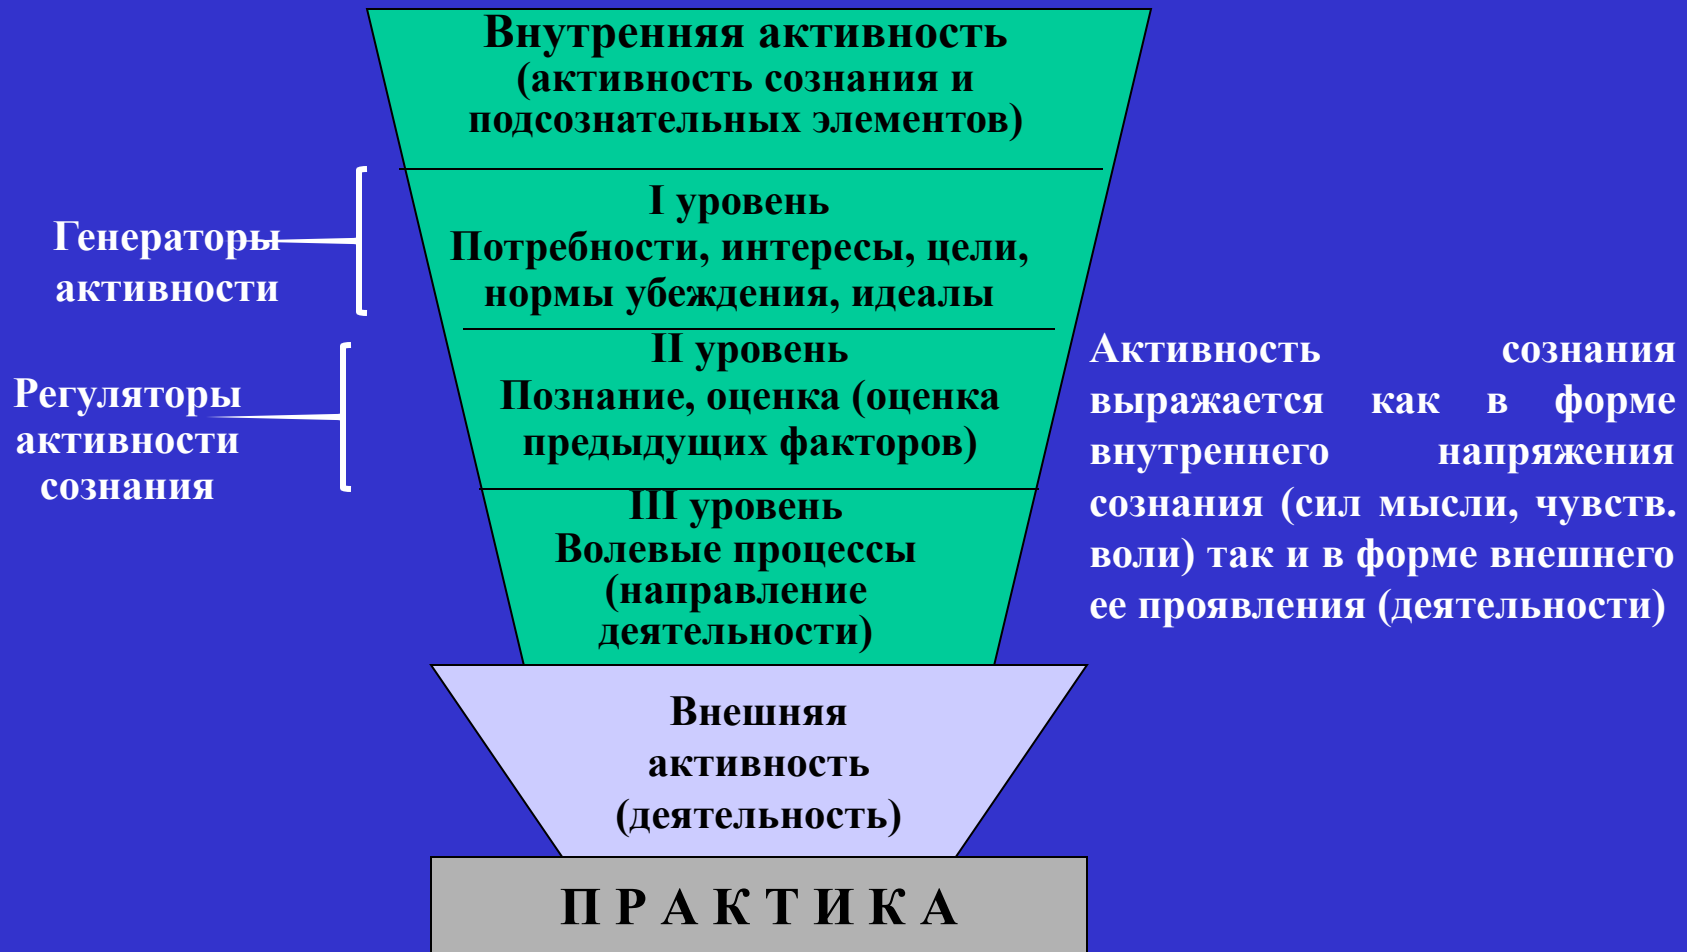 Внутренняя активность
(активность сознания и
подсознательных элементов)
Генераторы
активности
I уровень
Потребности, интересы, цели,
нормы убеждения, идеалы
Регуляторы
активности
сознания
II уровень
Познание, оценка (оценка
предыдущих факторов)
III уровень
Волевые процессы
(направление
деятельности)
Активность сознания
выражается как в форме
внутреннего напряжения
сознания (сил мысли, чувств.
воли) так и в форме внешнего
ее проявления (деятельности)
Внешняя
активность
(деятельность)
П Р А К Т И К А